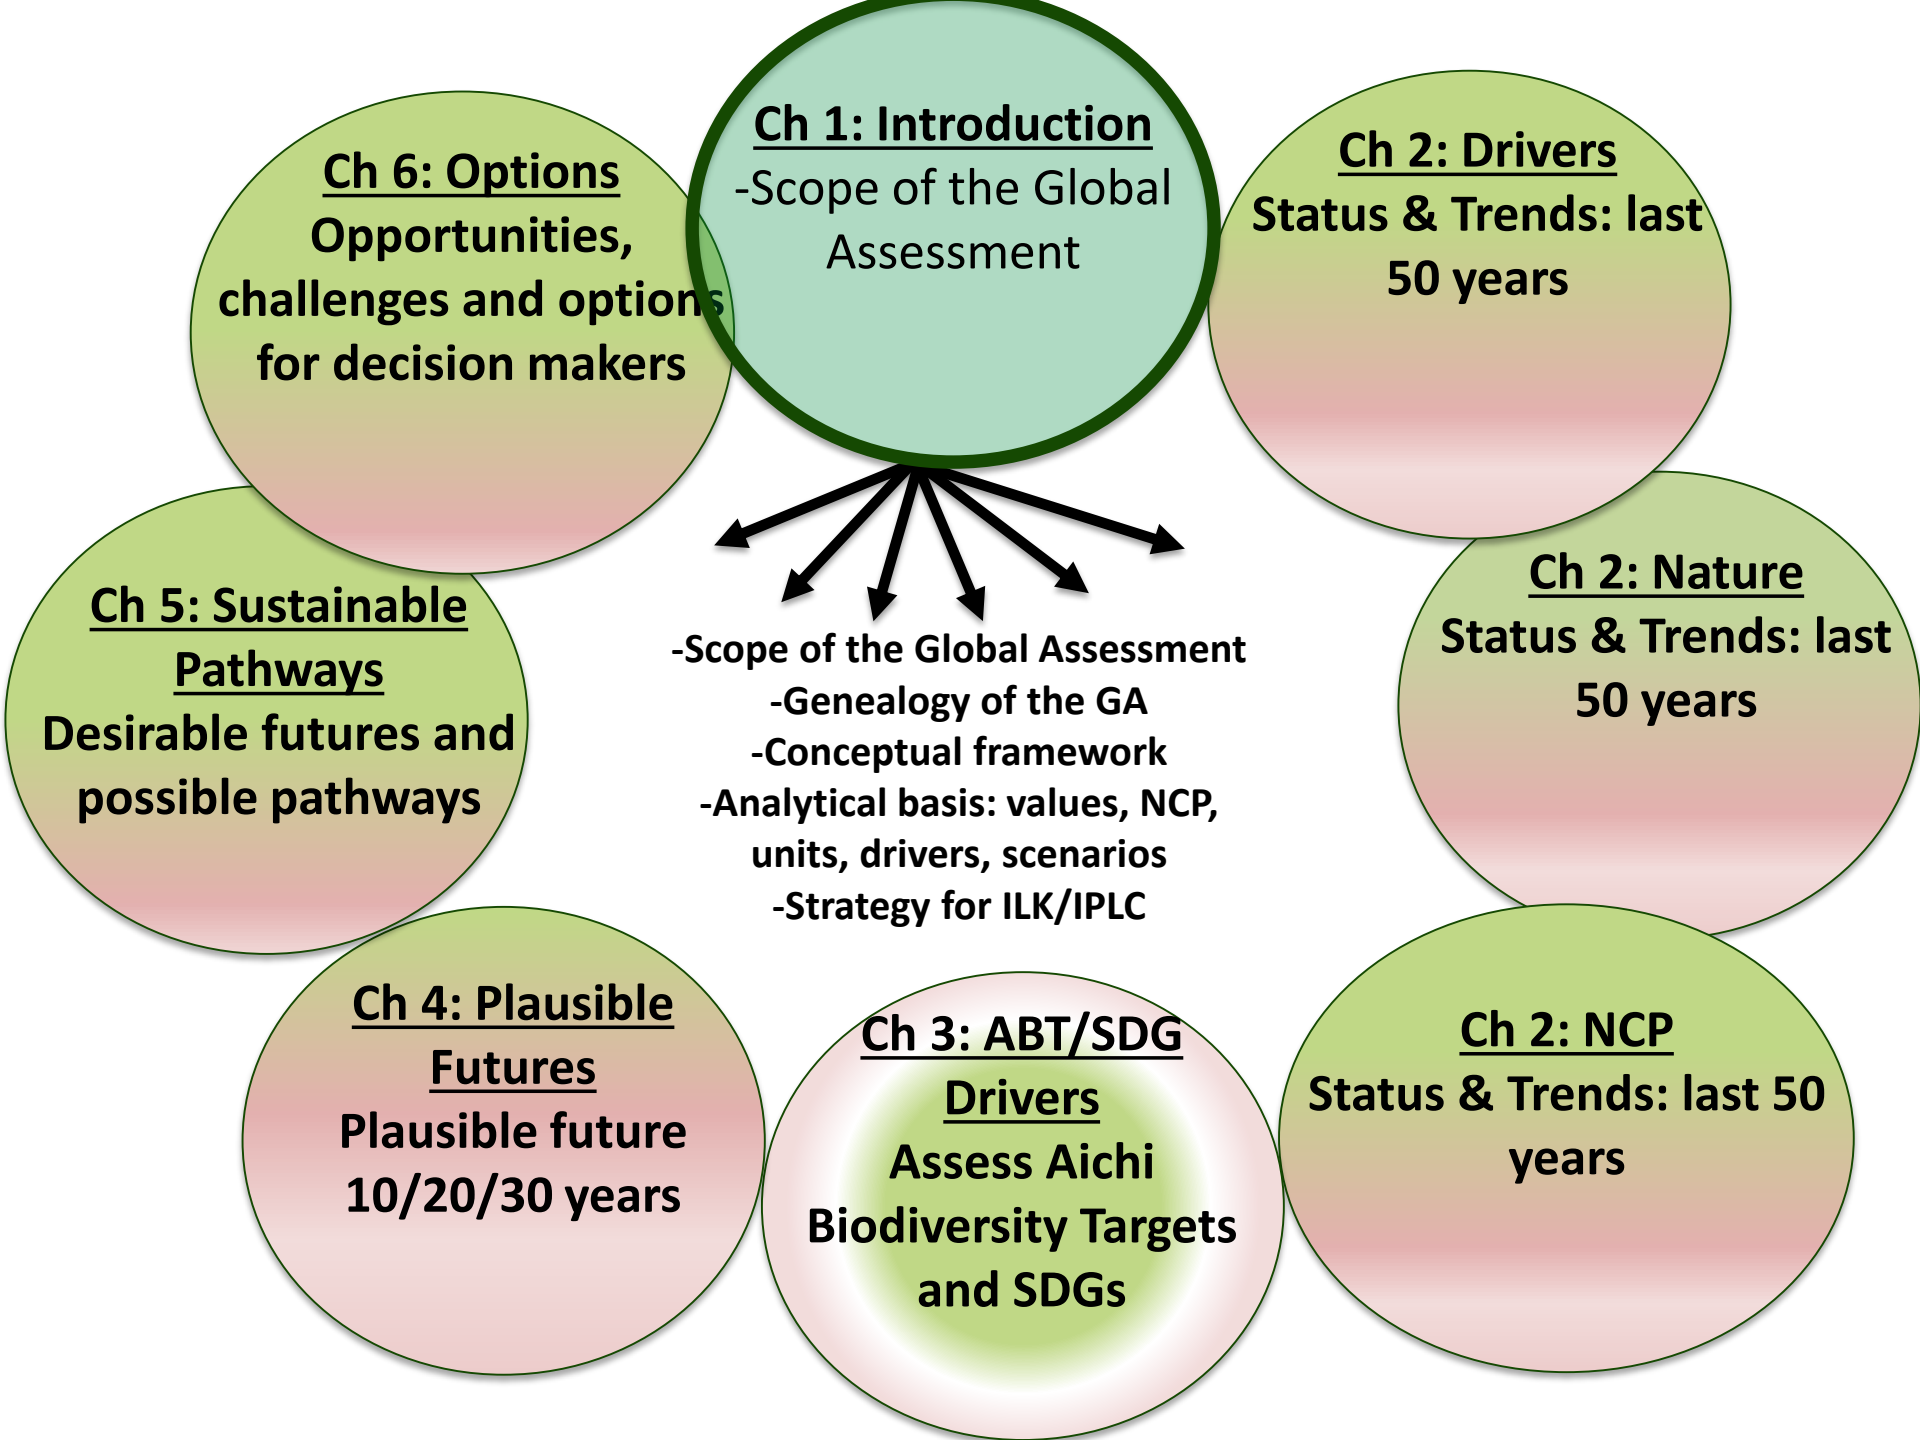 Ch 1: Introduction
-Scope of the Global
Assessment
Ch 2: Drivers
Status & Trends: last
50 years
Ch 2: Nature
Status & Trends: last
50 years
Ch 2: NCP
Status & Trends: last 50
years
Ch 3: ABT/SDG
Drivers
Assess Aichi
Biodiversity Targets
and SDGs
Ch 4: Plausible
Futures
Plausible future
10/20/30 years
Ch 5: Sustainable
Pathways
Desirable futures and
possible pathways
Ch 6: Options
Opportunities,
challenges and options
for decision makers
-Scope of the Global Assessment
-Genealogy of the GA
-Conceptual framework
-Analytical basis: values, NCP,
units, drivers, scenarios
-Strategy for ILK/IPLC